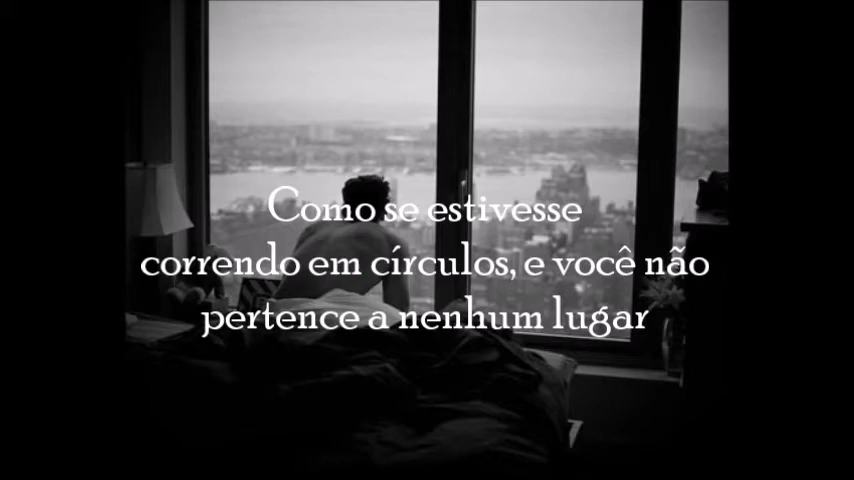 Como se estivesse
correndo em círculos, e você não
pertence a nenhum lugar